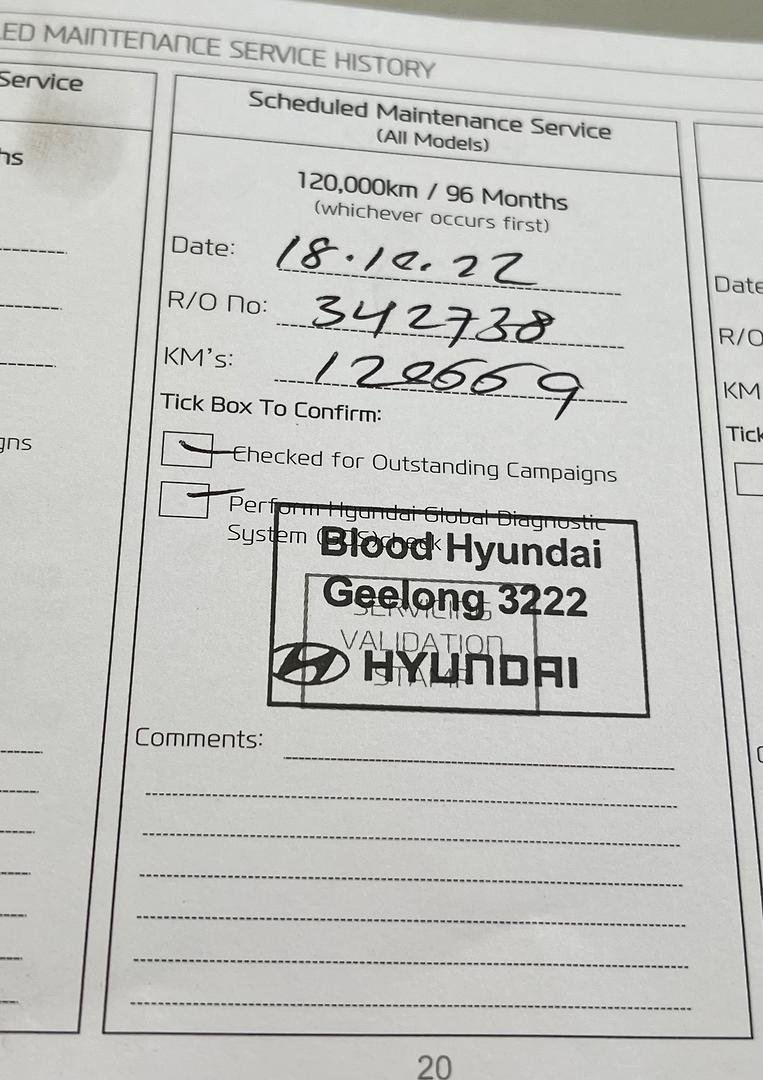 LED MAINTENANCE SERVICE HISTORY
Service
hs
gns
Scheduled Maintenance Service
(All Models)
120,000km / 96 Months
(whichever occurs first)
Date: 18.10.22
R/O No: 342738
KM's: 120669
Tick Box To Confirm:
Checked for Outstanding Campaigns
Perform Hyundai Global Diagnostic
System (GDS)check
Blood Hyundai
Geelong 3222
SERVICING
VALIDATION
STAMP
HYUNDAI
Comments:
20
Date
R/O
KM
Tick